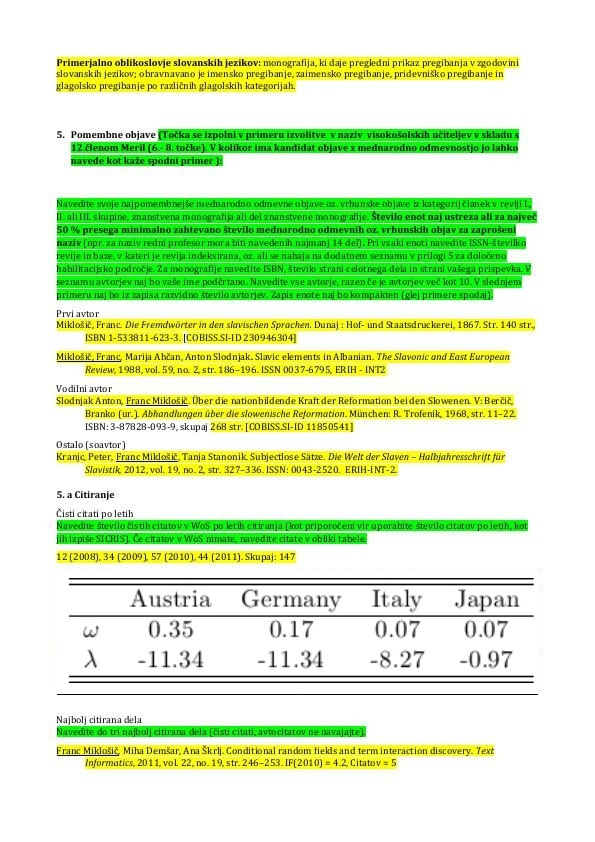 Primerjalno oblikoslovje slovanskih jezikov: monografija, ki daje pregledni prikaz pregibanja v zgodovini
slovanskih jezikov; obravnavano je imensko pregibanje, zaimensko pregibanje, pridevniško pregibanje in
glagolsko pregibanje po različnih glagolskih kategorijah.
5. Pomembne objave (Točka se izpolni v primeru izvolitve v naziv visokošolskih učiteljev v skladu s
12.členom Meril (6.- 8. točke). V kolikor ima kandidat objave z mednarodno odmevnostjo jo lahko
navede kot kaže spodni primer ):
Navedite svoje najpomembnejše mednarodno odmevne objave oz. vrhunske objave iz kategorij članek v reviji I.,
II. ali III. skupine, znanstvena monografija ali del znanstvene monografije. Število enot naj ustreza ali za največ
50 % presega minimalno zahtevano število mednarodno odmevnih oz. vrhunskih objav za zaprošeni
naziv (npr. za naziv redni profesor mora biti navedenih najmanj 14 del). Pri vsaki enoti navedite ISSN-številko
revije in baze, v kateri je revija indeksirana, oz. ali se nahaja na dodatnem seznamu v prilogi 5 za določeno
habilitacijsko področje. Za monografije navedite ISBN, število strani celotnega dela in strani vašega prispevka. V
seznamu avtorjev naj bo vaše ime podčrtano. Navedite vse avtorje, razen če je avtorjev več kot 10. V slednjem
primeru naj bo iz zapisa razvidno število avtorjev. Zapis enote naj bo kompakten (glej primere spodaj).
Prvi avtor
Miklošič, Franc. Die Fremdwörter in den slavischen Sprachen. Dunaj : Hof- und Staatsdruckerei, 1867. Str. 140 str.,
ISBN 1-533811-623-3. [COBISS.SI-ID 230946304]
Miklošič, Franc, Marija Ahčan, Anton Slodnjak. Slavic elements in Albanian. The Slavonic and East European
Review, 1988, vol. 59, no. 2, str. 186–196. ISSN 0037-6795, ERIH - INT2
Vodilni avtor
Slodnjak Anton, Franc Miklošič. Über die nationbildende Kraft der Reformation bei den Slowenen. V: Berčič,
Branko (ur.). Abhandlungen über die slowenische Reformation. München: R. Trofenik, 1968, str. 11–22.
ISBN: 3-87828-093-9, skupaj 268 str. [COBISS.SI-ID 11850541]
Ostalo (soavtor)
Kranjc, Peter, Franc Miklošič, Tanja Stanonik. Subjectlose Sätze. Die Welt der Slaven – Halbjahresschrift für
Slavistik, 2012, vol. 19, no. 2, str. 327–336. ISSN: 0043-2520. ERIH-INT-2.
5. a Citiranje
Čisti citati po letih
Navedite število čistih citatov v WoS po letih citiranja (kot priporočeni vir uporabite število citatov po letih, kot
jih izpiše SICRIS). Če citatov v WoS nimate, navedite citate v obliki tabele.
12 (2008), 34 (2009), 57 (2010), 44 (2011). Skupaj: 147
Austria Germany Italy Japan
ω 0.35 0.17 0.07 0.07
λ -11.34 -11.34 -8.27 -0.97
Najbolj citirana dela
Navedite do tri najbolj citirana dela (čisti citati, avtocitatov ne navajajte).
Franc Miklošič, Miha Demšar, Ana Škrlj. Conditional random fields and term interaction discovery. Text
Informatics, 2011, vol. 22, no. 19, str. 246–253. IF(2010) = 4.2, Citatov = 5